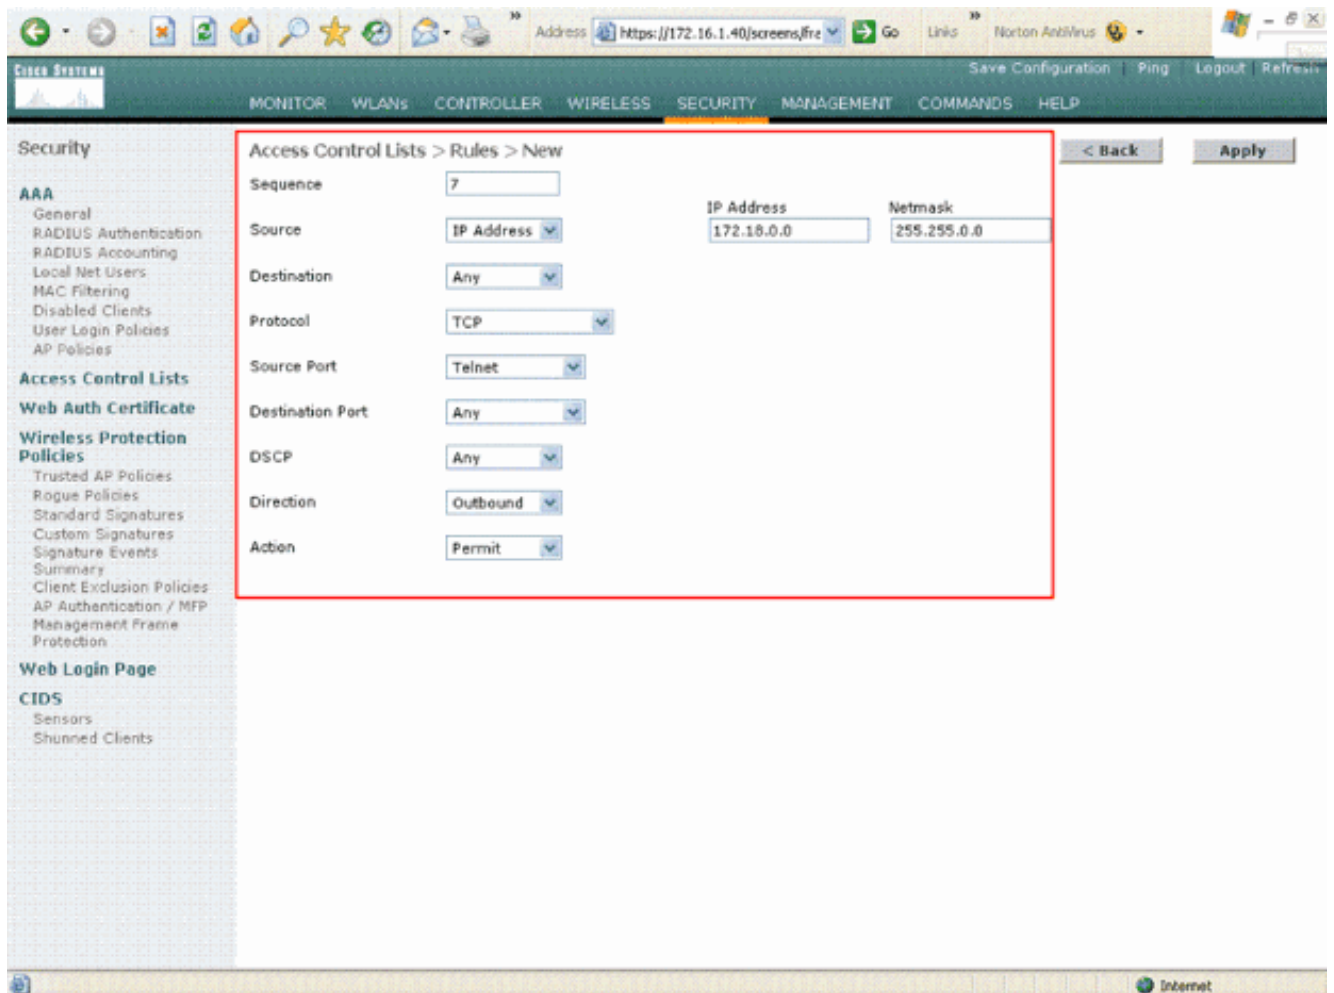 » Address https://172.16.1.40/screens/fra Go Links » Norton AntiVirus
CISCO SYSTEMS
Save Configuration | Ping | Logout | Refresh
MONITOR WLANs CONTROLLER WIRELESS SECURITY MANAGEMENT COMMANDS HELP
Security
AAA
General
RADIUS Authentication
RADIUS Accounting
Local Net Users
MAC Filtering
Disabled Clients
User Login Policies
AP Policies
Access Control Lists
Web Auth Certificate
Wireless Protection
Policies
Trusted AP Policies
Rogue Policies
Standard Signatures
Custom Signatures
Signature Events
Summary
Client Exclusion Policies
AP Authentication / MFP
Management Frame
Protection
Web Login Page
CIDS
Sensors
Shunned Clients
Access Control Lists > Rules > New
< Back Apply
Sequence 7
IP Address Netmask
Source IP Address 172.18.0.0 255.255.0.0
Destination Any
Protocol TCP
Source Port Telnet
Destination Port Any
DSCP Any
Direction Outbound
Action Permit
Internet